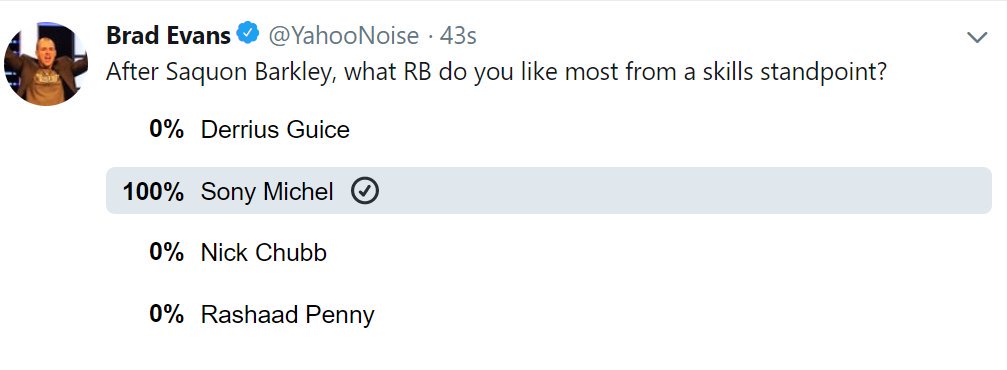 Brad Evans @YahooNoise · 43s
After Saquon Barkley, what RB do you like most from a skills standpoint?
0% Derrius Guice
100% Sony Michel
0% Nick Chubb
0% Rashaad Penny